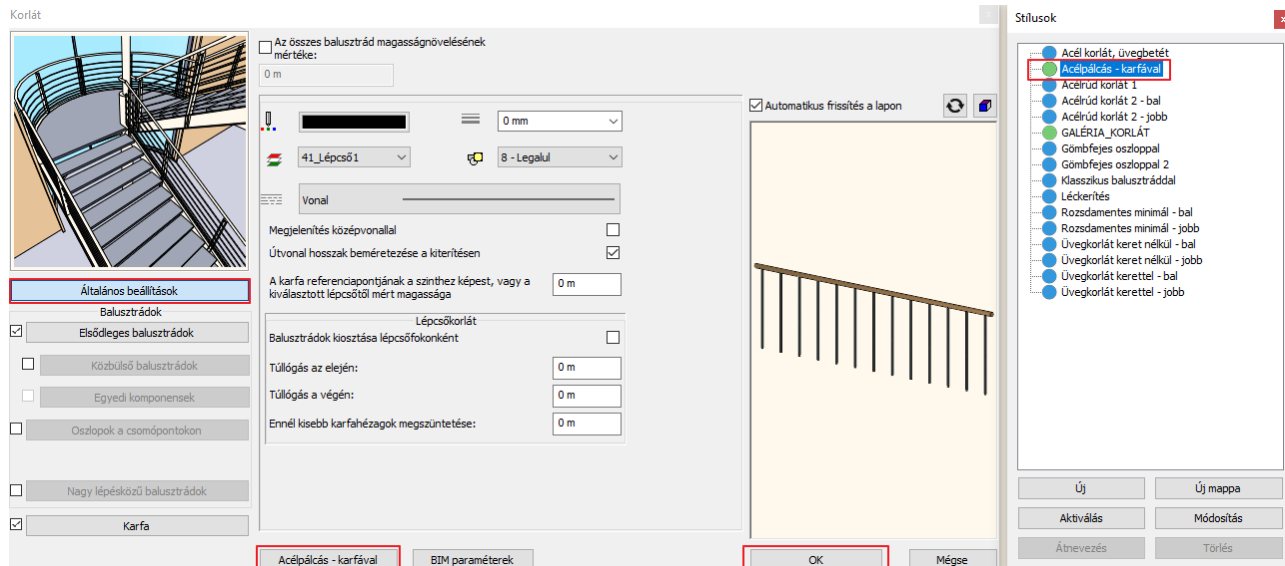 Korlát
Az összes balusztrád magasságnövelésének
mértéke:
0 m
0 mm
41_Lépcső1
8 - Legalul
Vonal
Megjelenítés középvonallal
Útvonal hosszak beméretezése a kiterítésen
A karfa referenciapontjának a szinthez képest, vagy a
kiválasztott lépcsőtől mért magassága
0 m
Lépcsőkorlát
Balusztrádok kiosztása lépcsőfokonként
Túllógás az elején:
0 m
Túllógás a végén:
0 m
Ennél kisebb karfahézagok megszüntetése:
0 m
Általános beállítások
Balusztrádok
Elsődleges balusztrádok
Közbülső balusztrádok
Egyedi komponensek
Oszlopok a csomópontokon
Nagy lépésközű balusztrádok
Karfa
Acélpálcás - karfával
BIM paraméterek
Automatikus frissítés a lapon
OK
Mégse
Stílusok
x
Acél korlát, üvegbetét
Acélpálcás - karfával
Acélrúd korlát 1
Acélrúd korlát 2 - bal
Acélrúd korlát 2 - jobb
GALÉRIA_KORLÁT
Gömbfejes oszloppal
Gömbfejes oszloppal 2
Klasszikus balusztráddal
Léckerítés
Rozsdamentes minimál - bal
Rozsdamentes minimál - jobb
Üvegkorlát keret nélkül - bal
Üvegkorlát keret nélkül - jobb
Üvegkorlát kerettel - bal
Üvegkorlát kerettel - jobb
Új
Új mappa
Aktiválás
Módosítás
Átnevezés
Törlés